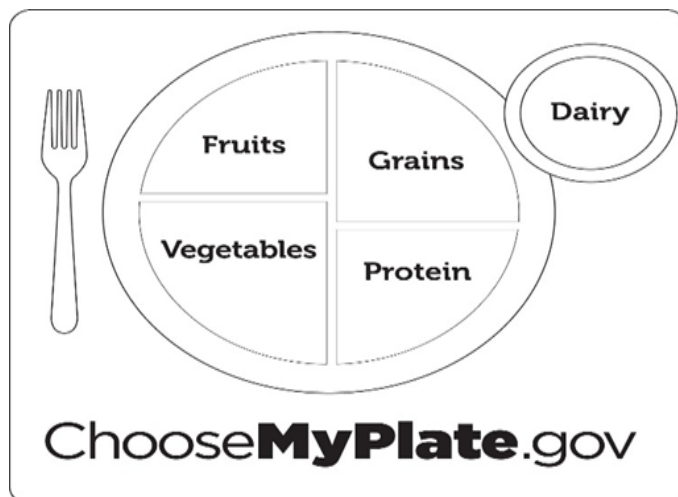 Fruits
Grains
Dairy
Vegetables
Protein
ChooseMyPlate.gov